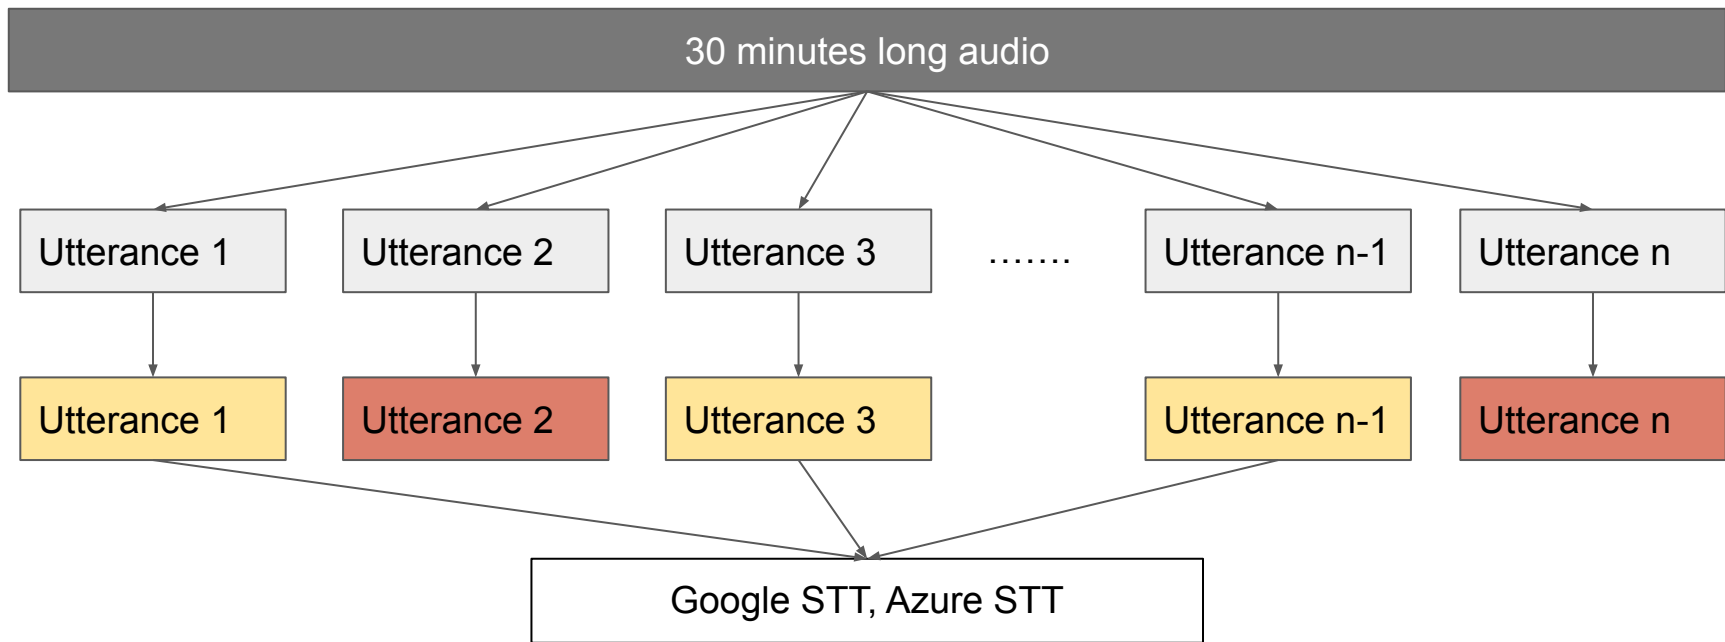 30 minutes long audio
Utterance 1
Utterance 2
Utterance 3
.......
Utterance n-1
Utterance n
Utterance 1
Utterance 2
Utterance 3
Utterance n-1
Utterance n
Google STT, Azure STT